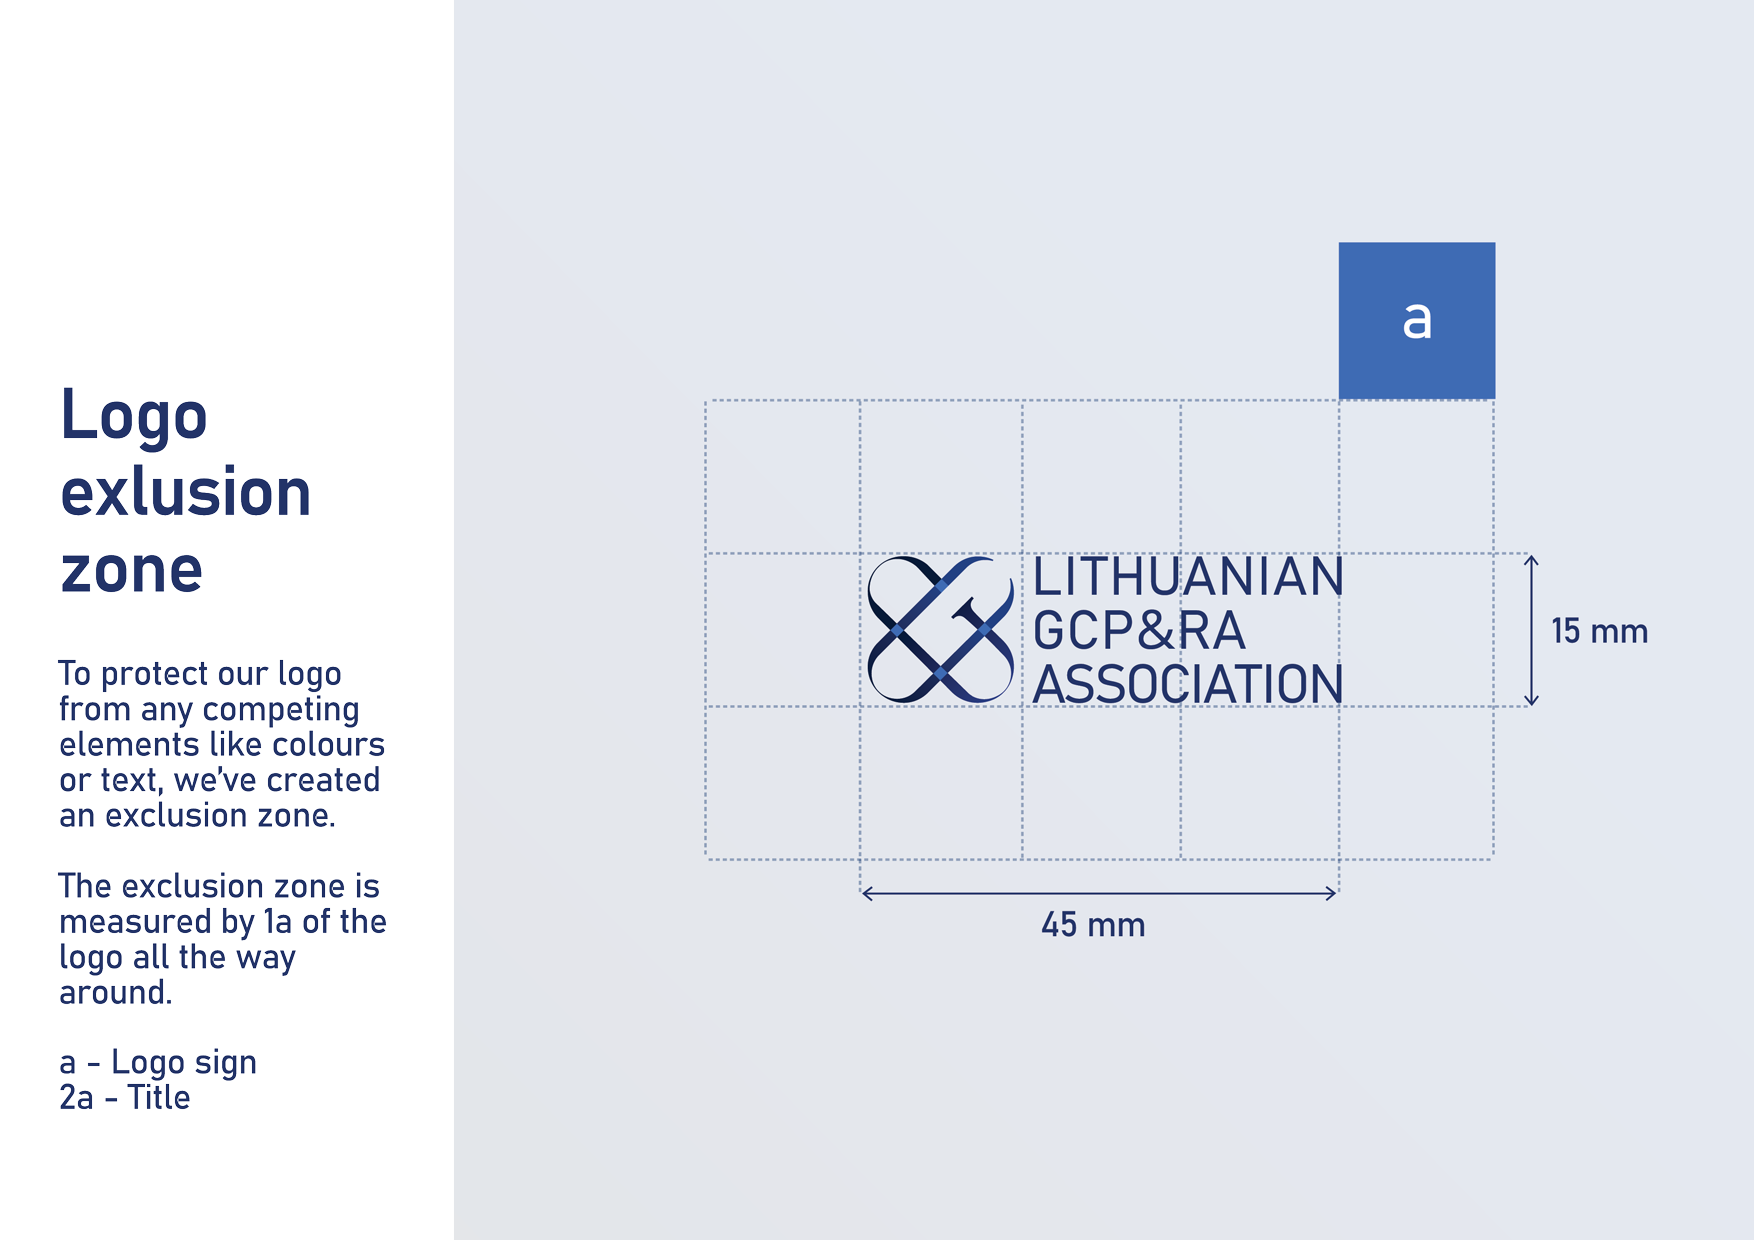 Logo
exlusion
zone
To protect our logo
from any competing
elements like colours
or text, we’ve created
an exclusion zone.
The exclusion zone is
measured by 1a of the
logo all the way
around.
a - Logo sign
2a - Title
a
LITHUANIAN
GCP&RA
ASSOCIATION
15 mm
45 mm